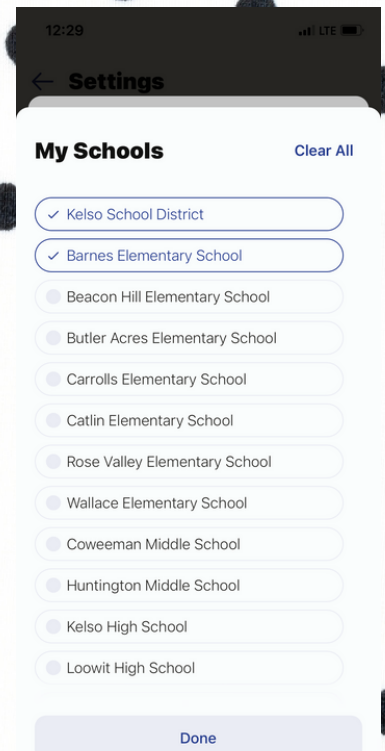 12:29
LTE
← Settings
My Schools
Clear All
Kelso School District
Barnes Elementary School
Beacon Hill Elementary School
Butler Acres Elementary School
Carrolls Elementary School
Catlin Elementary School
Rose Valley Elementary School
Wallace Elementary School
Coweeman Middle School
Huntington Middle School
Kelso High School
Loowit High School
Done